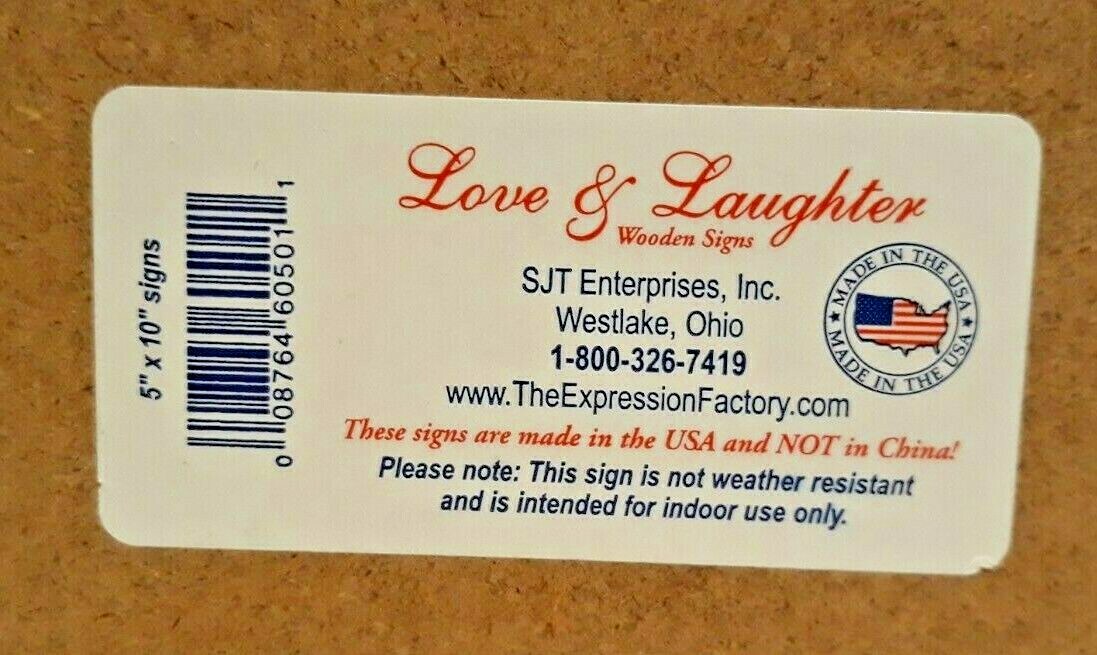 Love & Laughter
Wooden Signs
SJT Enterprises, Inc.
Westlake, Ohio
1-800-326-7419
www.TheExpressionFactory.com
These signs are made in the USA and NOT in China!
Please note: This sign is not weather resistant
and is intended for indoor use only.
MADE IN THE USA
MADE IN THE USA
5" x 10" signs
0 08764 60501 1